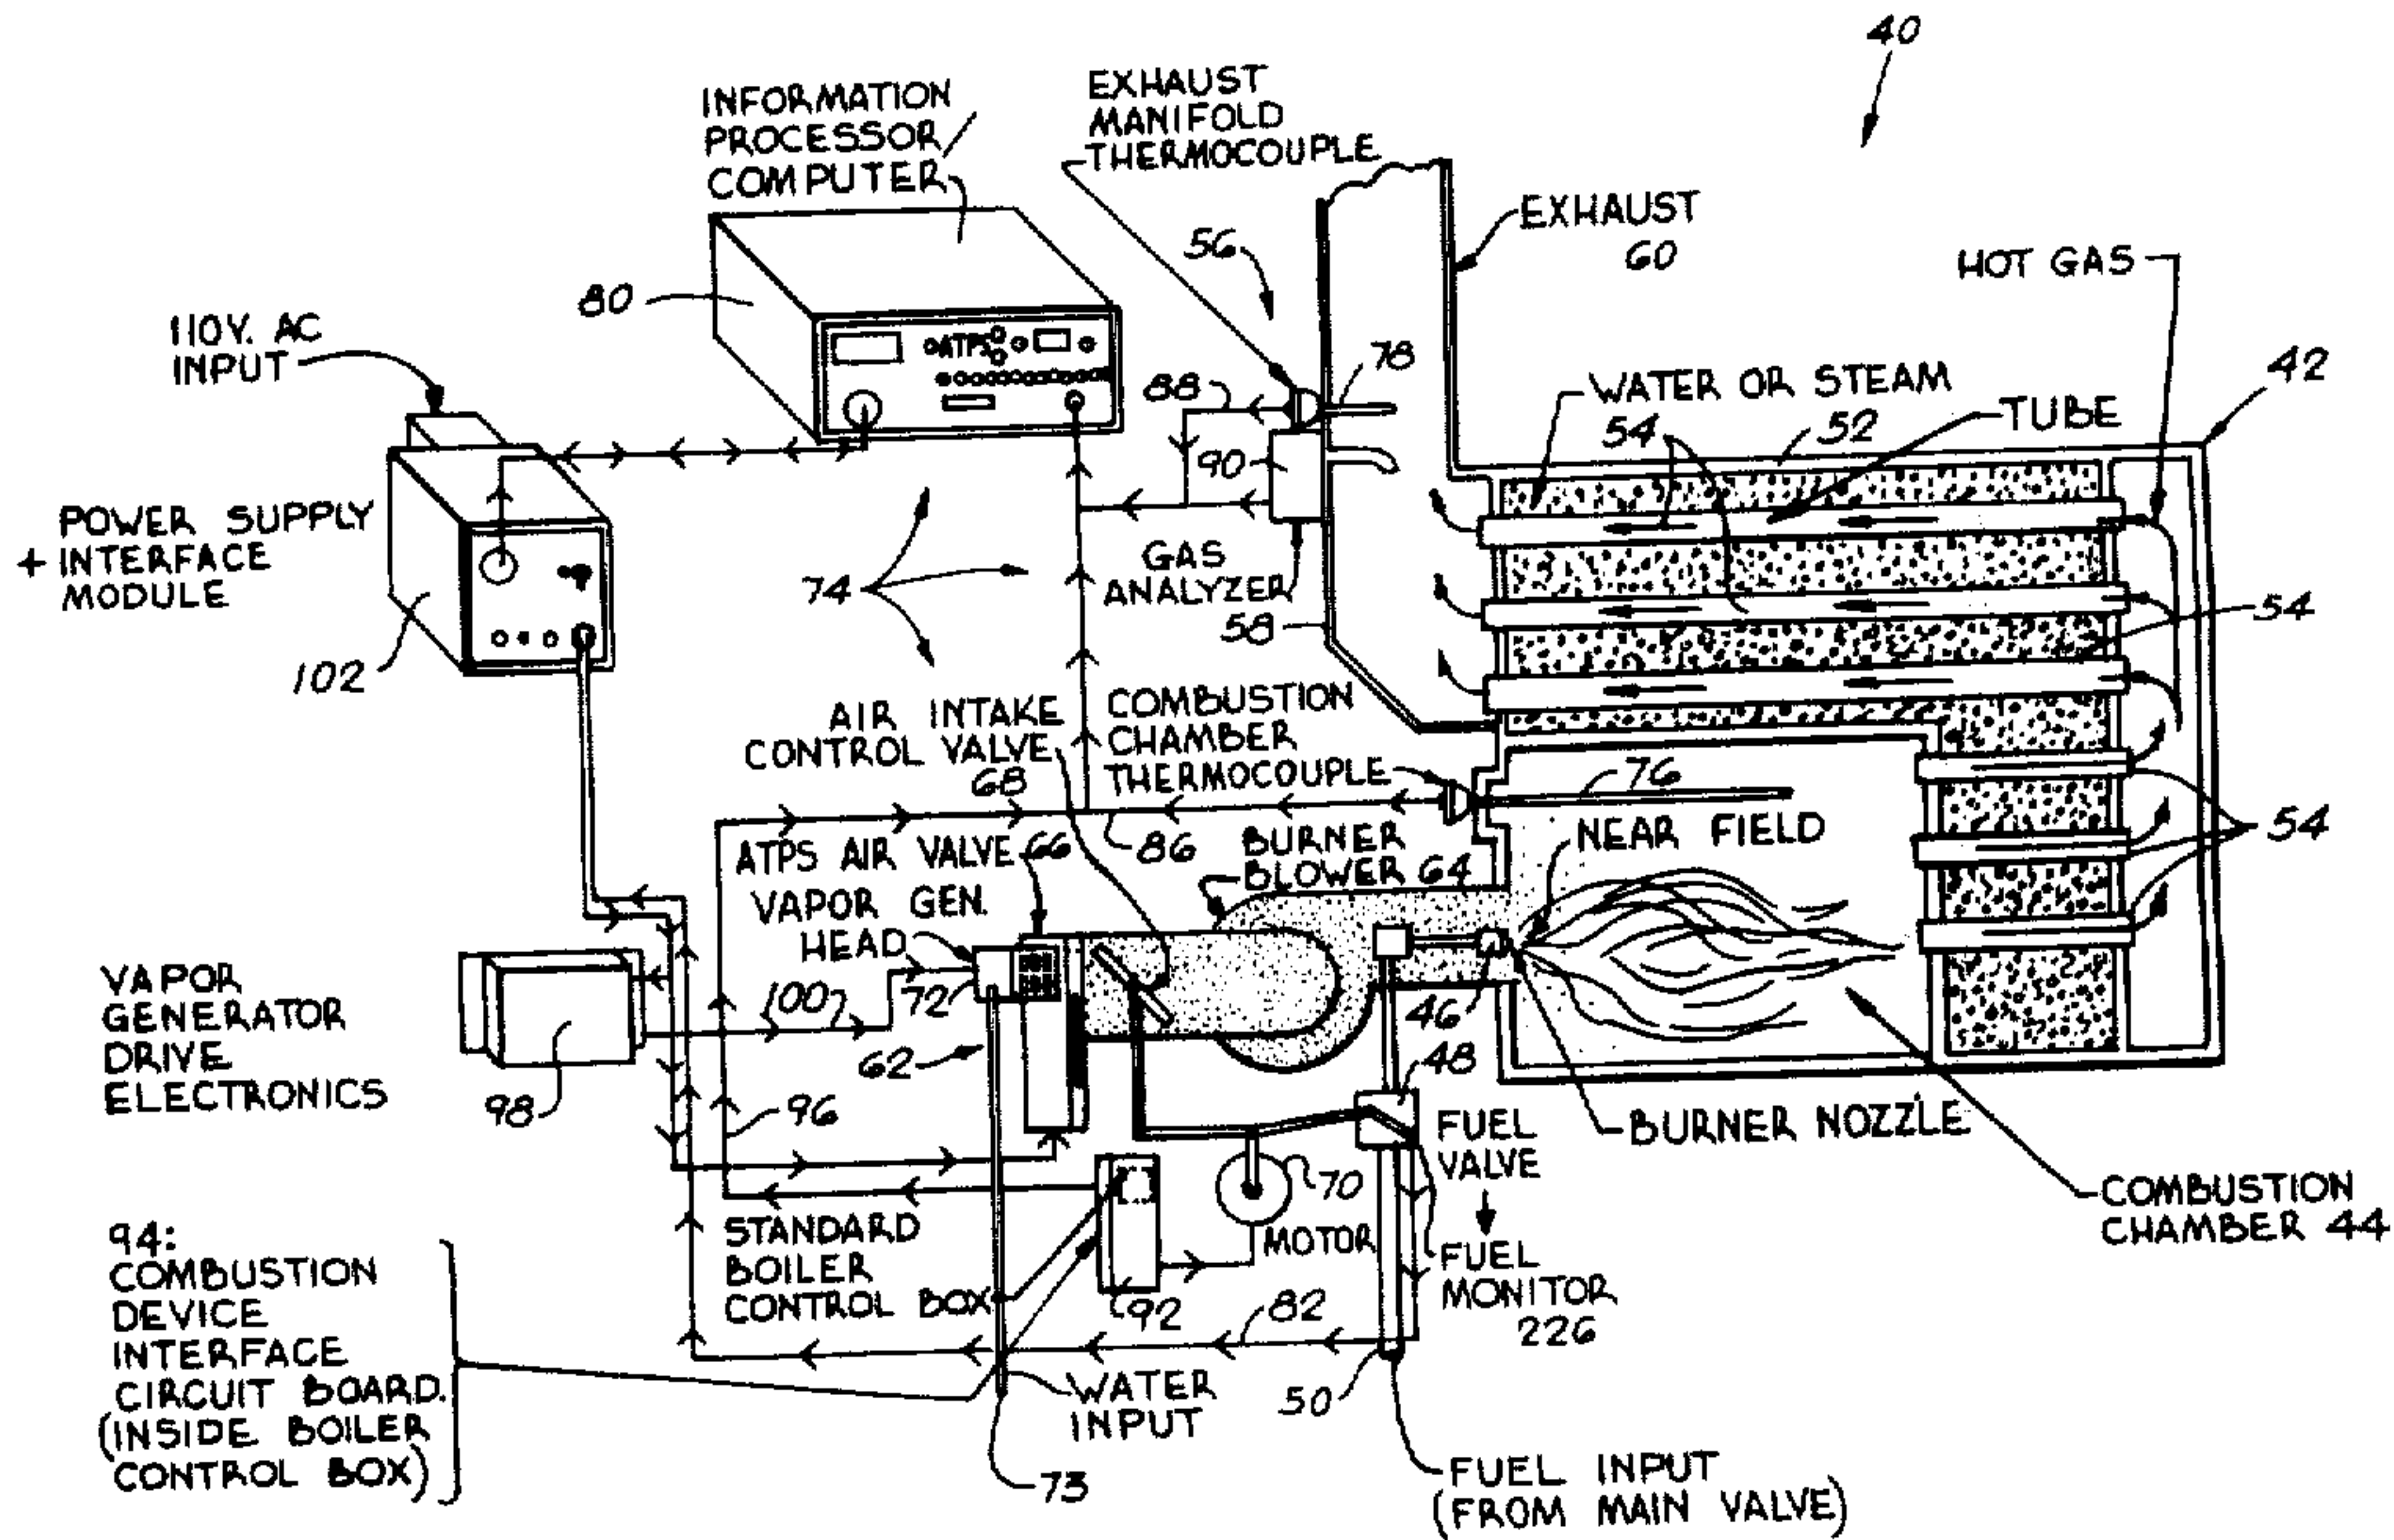 40
EXHAUST
MANIFOLD
THERMOCOUPLE
INFORMATION
PROCESSOR/
COMPUTER
EXHAUST
60
56
HOT GAS
80
110V. AC
INPUT
ATPS
78
88
WATER OR STEAM
42
54
52
TUBE
90
POWER SUPPLY
+ INTERFACE
MODULE
GAS
ANALYZER
74
58
54
102
AIR INTAKE
CONTROL VALVE
68
COMBUSTION
CHAMBER
THERMOCOUPLE
76
ATPS AIR VALVE 66
86
BURNER
BLOWER 64
NEAR FIELD
54
VAPOR GEN.
HEAD
VAPOR
GENERATOR
DRIVE
ELECTRONICS
100
72
46
62
48
98
96
FUEL
VALVE
BURNER NOZZLE
70
COMBUSTION
CHAMBER 44
STANDARD
BOILER
CONTROL BOX
MOTOR
FUEL
MONITOR
226
92
82
94:
COMBUSTION
DEVICE
INTERFACE
CIRCUIT BOARD.
(INSIDE BOILER
CONTROL BOX)
WATER
INPUT
50
73
FUEL INPUT
(FROM MAIN VALVE)